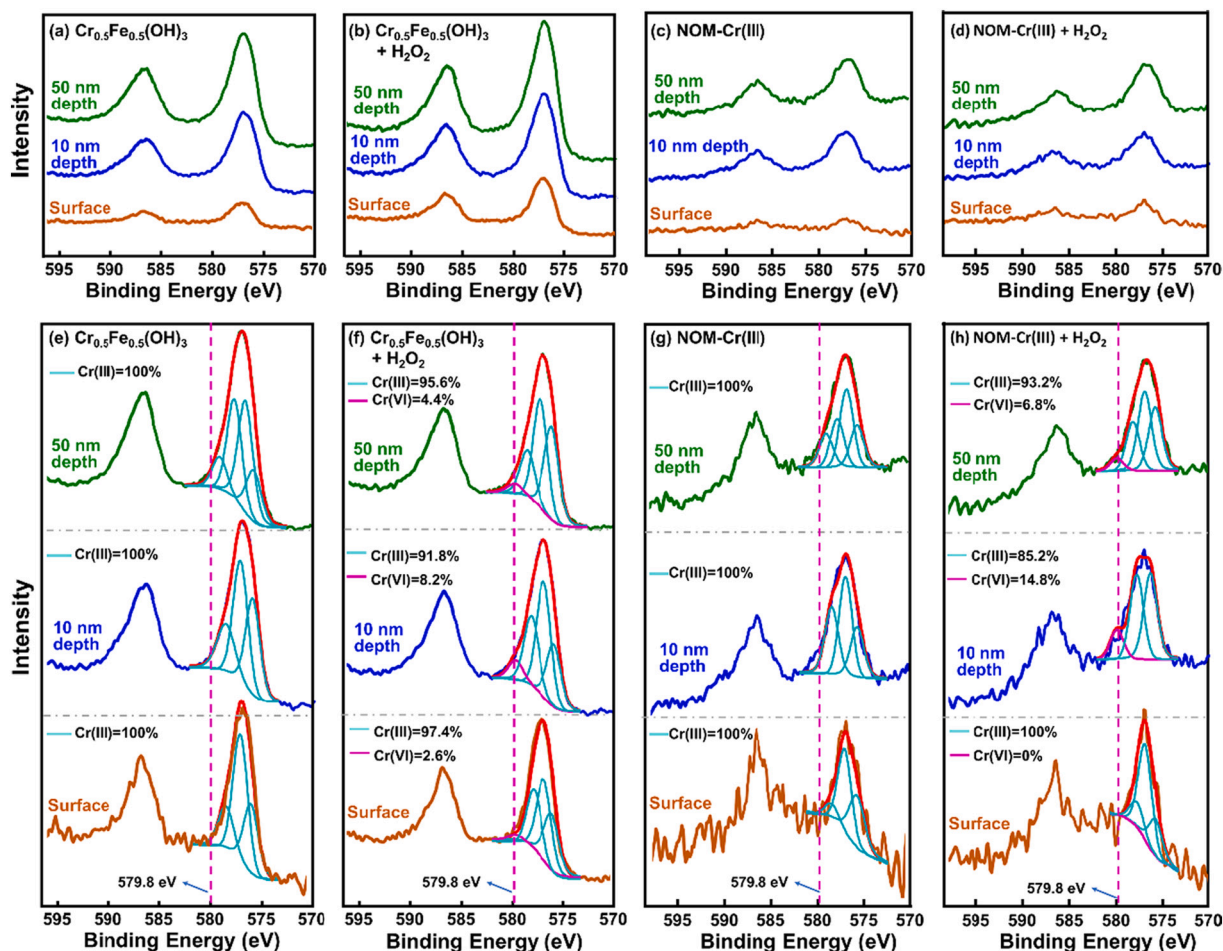 (a) Cr0.5Fe0.5(OH)3
50 nm
depth
10 nm
depth
Surface
595 590 585 580 575 570
Binding Energy (eV)
Intensity
(b) Cr0.5Fe0.5(OH)3
+ H2O2
50 nm
depth
10 nm
depth
Surface
595 590 585 580 575 570
Binding Energy (eV)
(c) NOM-Cr(III)
50 nm
depth
10 nm depth
Surface
595 590 585 580 575 570
Binding Energy (eV)
(d) NOM-Cr(III) + H2O2
50 nm
depth
10 nm
depth
Surface
595 590 585 580 575 570
Binding Energy (eV)
(e) Cr0.5Fe0.5(OH)3
Cr(III)=100%
50 nm
depth
Cr(III)=100%
10 nm
depth
Cr(III)=100%
Surface
579.8 eV
595 590 585 580 575 570
Binding Energy (eV)
Intensity
(f) Cr0.5Fe0.5(OH)3
+ H2O2
Cr(III)=95.6%
Cr(VI)=4.4%
50 nm
depth
Cr(III)=91.8%
Cr(VI)=8.2%
10 nm
depth
Cr(III)=97.4%
Cr(VI)=2.6%
Surface
579.8 eV
595 590 585 580 575 570
Binding Energy (eV)
(g) NOM-Cr(III)
Cr(III)=100%
50 nm
depth
Cr(III)=100%
10 nm
depth
Cr(III)=100%
Surface
579.8 eV
595 590 585 580 575 570
Binding Energy (eV)
(h) NOM-Cr(III) + H2O2
Cr(III)=93.2%
Cr(VI)=6.8%
50 nm
depth
Cr(III)=85.2%
Cr(VI)=14.8%
10 nm
depth
Cr(III)=100%
Cr(VI)=0%
Surface
579.8 eV
595 590 585 580 575 570
Binding Energy (eV)